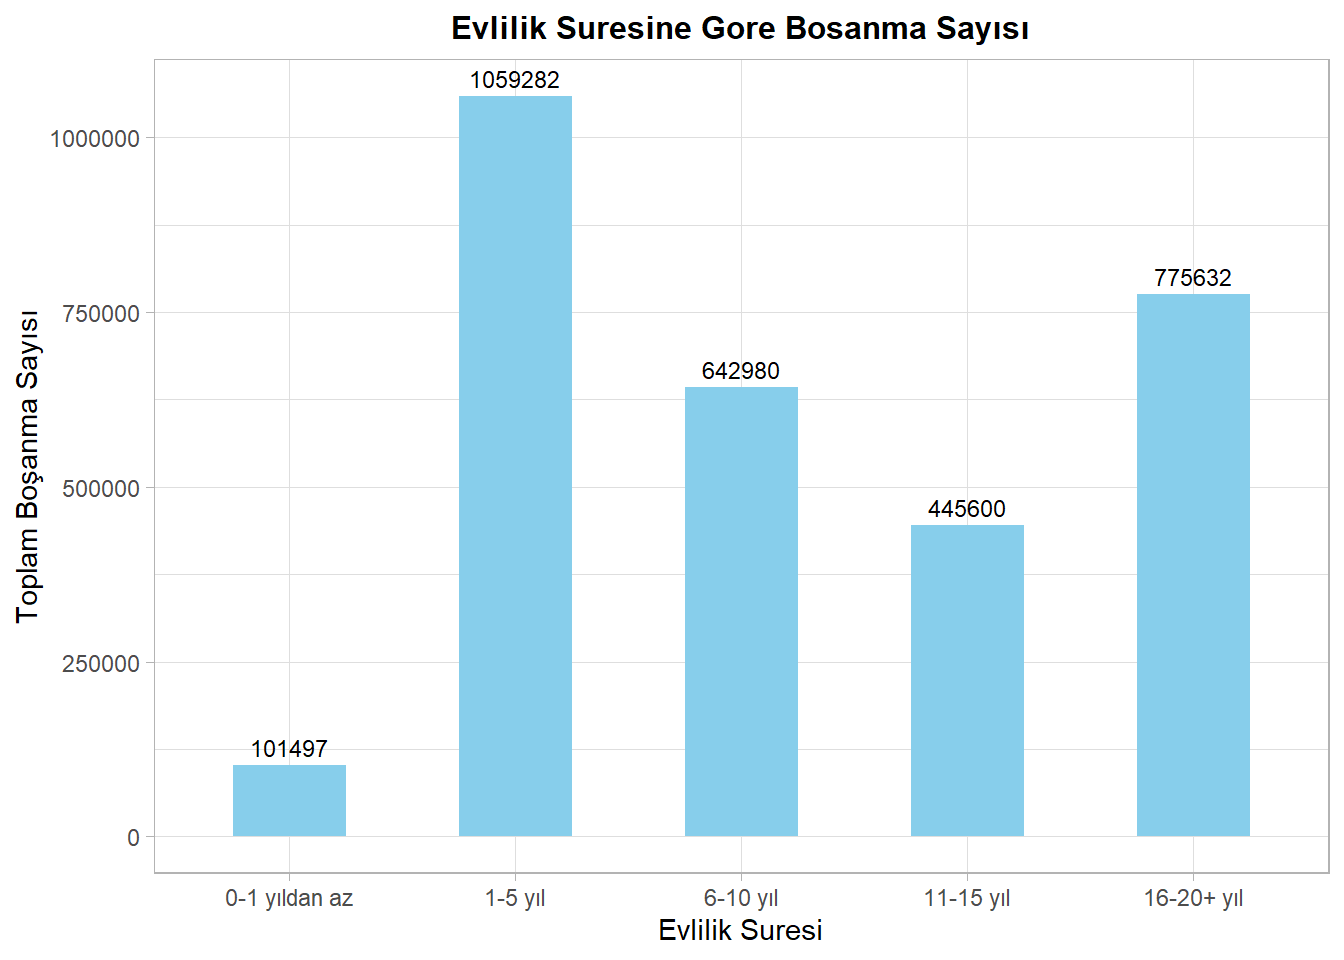 Evlilik Suresine Gore Bosanma Sayısı
Toplam Boşanma Sayısı
1000000
750000
500000
250000
0
101497
1059282
642980
445600
775632
0-1 yıldan az
1-5 yıl
6-10 yıl
11-15 yıl
16-20+ yıl
Evlilik Suresi